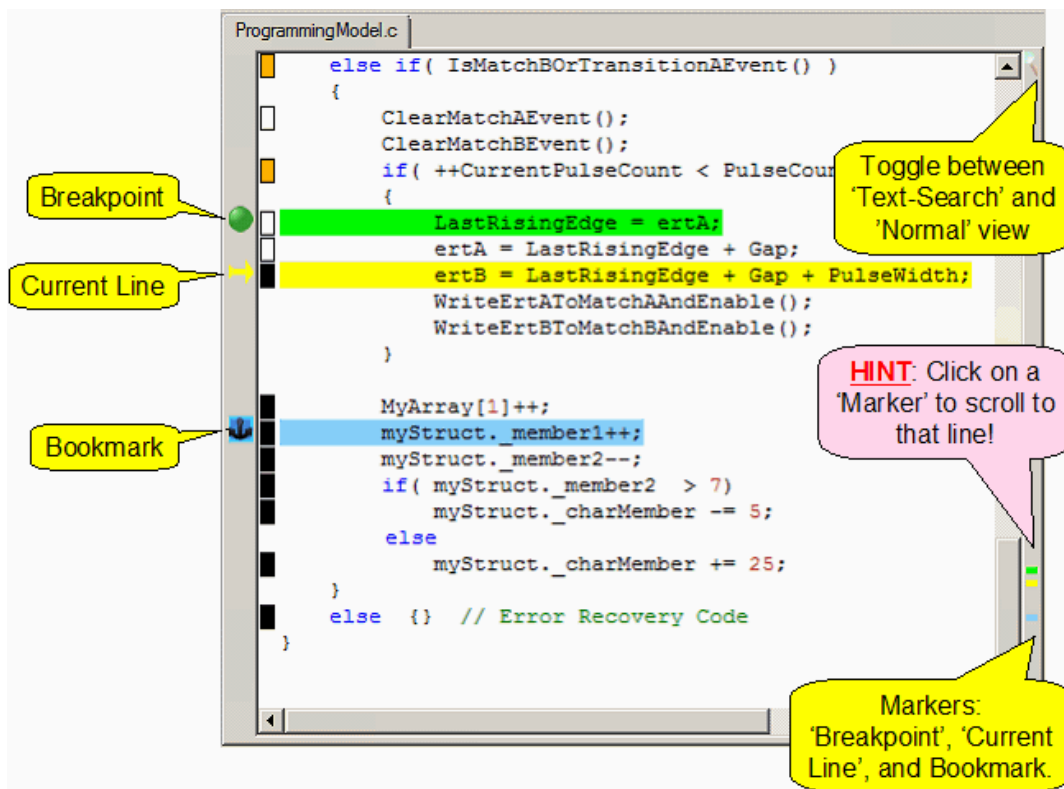 ProgrammingModel.c
else if( IsMatchBOrTransitionAEvent() )
{
ClearMatchAEvent();
ClearMatchBEvent();
if( ++CurrentPulseCount < PulseCoun
{
LastRisingEdge = ertA;
ertA = LastRisingEdge + Gap;
ertB = LastRisingEdge + Gap + PulseWidth;
WriteErtAToMatchAAndEnable();
WriteErtBToMatchBAndEnable();
}
MyArray[1]++;
myStruct._member1++;
myStruct._member2--;
if( myStruct._member2  > 7)
myStruct._charMember -= 5;
else
myStruct._charMember += 25;
}
else  {}  // Error Recovery Code
}
Breakpoint
Current Line
Bookmark
Toggle between
‘Text-Search’ and
’Normal’ view
HINT: Click on a
‘Marker’ to scroll to
that line!
Markers:
‘Breakpoint’, ‘Current
Line’, and Bookmark.